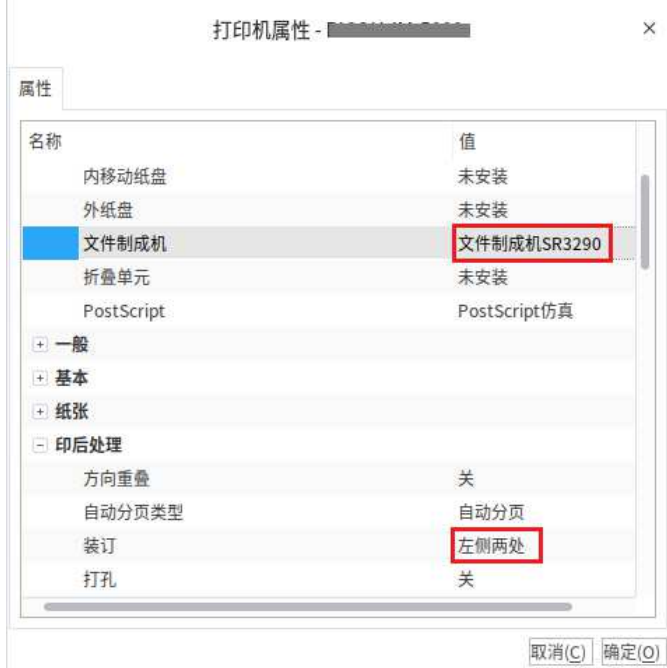 打印机属性 -
属性
名称 值
内移动纸盘 未安装
外纸盘 未安装
文件制成机 文件制成机SR3290
折叠单元 未安装
PostScript PostScript仿真
一般
基本
纸张
印后处理
方向重叠 关
自动分页类型 自动分页
装订 左侧两处
打孔 关
取消(C) 确定(O)